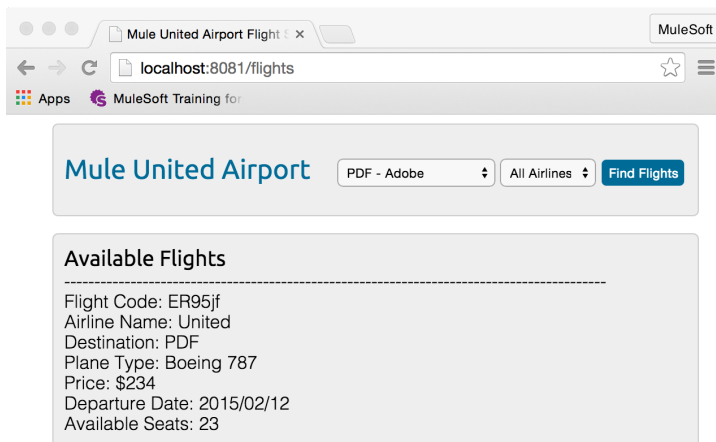 Mule United Airport Flight S
MuleSoft
localhost:8081/flights
Apps MuleSoft Training for
Mule United Airport PDF - Adobe All Airlines Find Flights
Available Flights
------------------------------------------------------------------------------------------
Flight Code: ER95jf
Airline Name: United
Destination: PDF
Plane Type: Boeing 787
Price: $234
Departure Date: 2015/02/12
Available Seats: 23